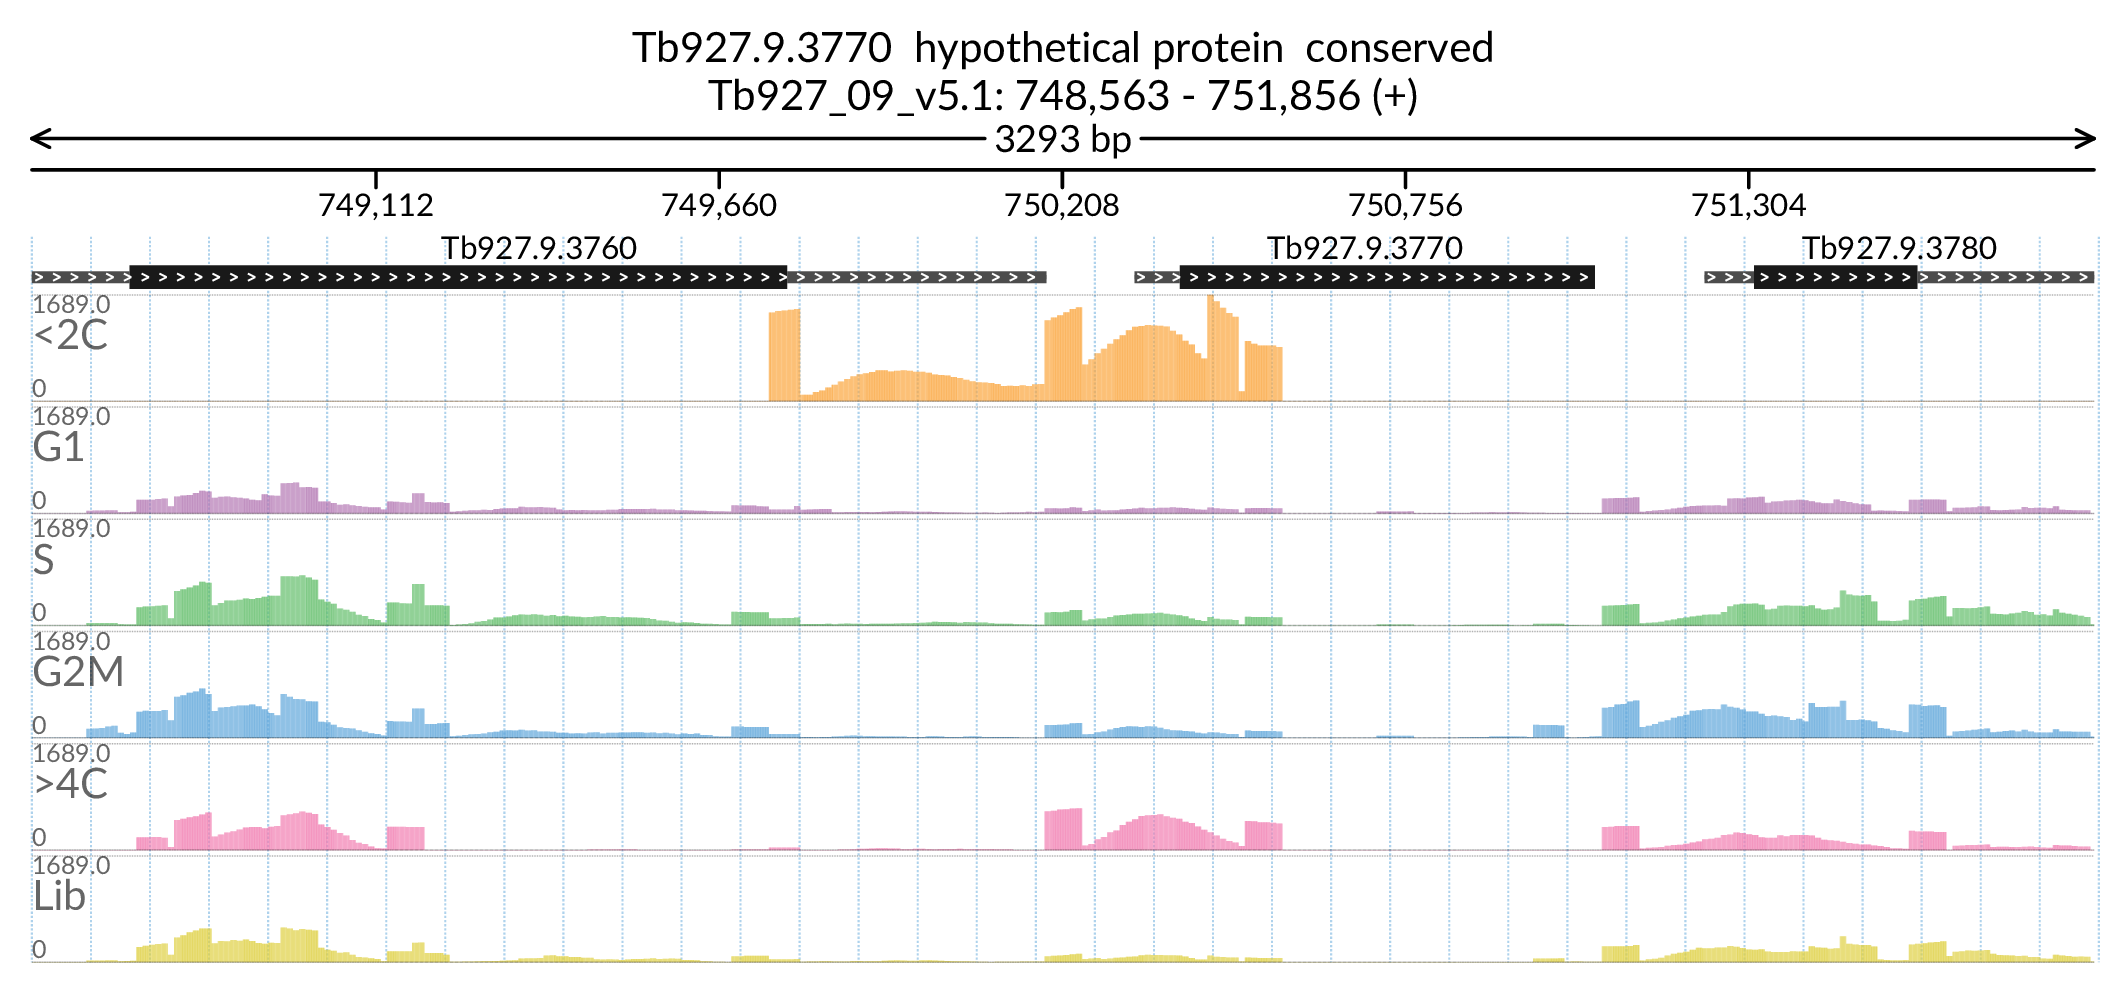 Tb927.9.3770 hypothetical protein conserved
Tb927_09_v5.1: 748,563 - 751,856 (+)
3293 bp
749,112 749,660 750,208 750,756 751,304
Tb927.9.3760 Tb927.9.3770 Tb927.9.3780
1689.0
<2C
0
1689.0
G1
0
1689.0
S
0
1689.0
G2M
0
1689.0
>4C
0
1689.0
Lib
0